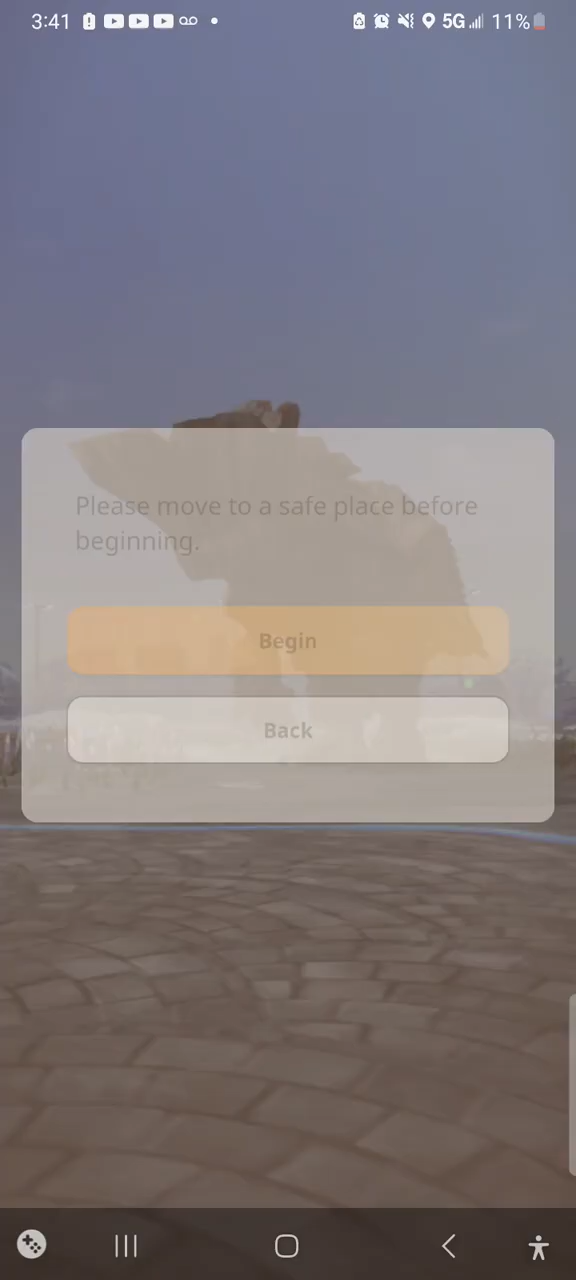 3:41
5G
11%
Please move to a safe place before
beginning.
Begin
Back